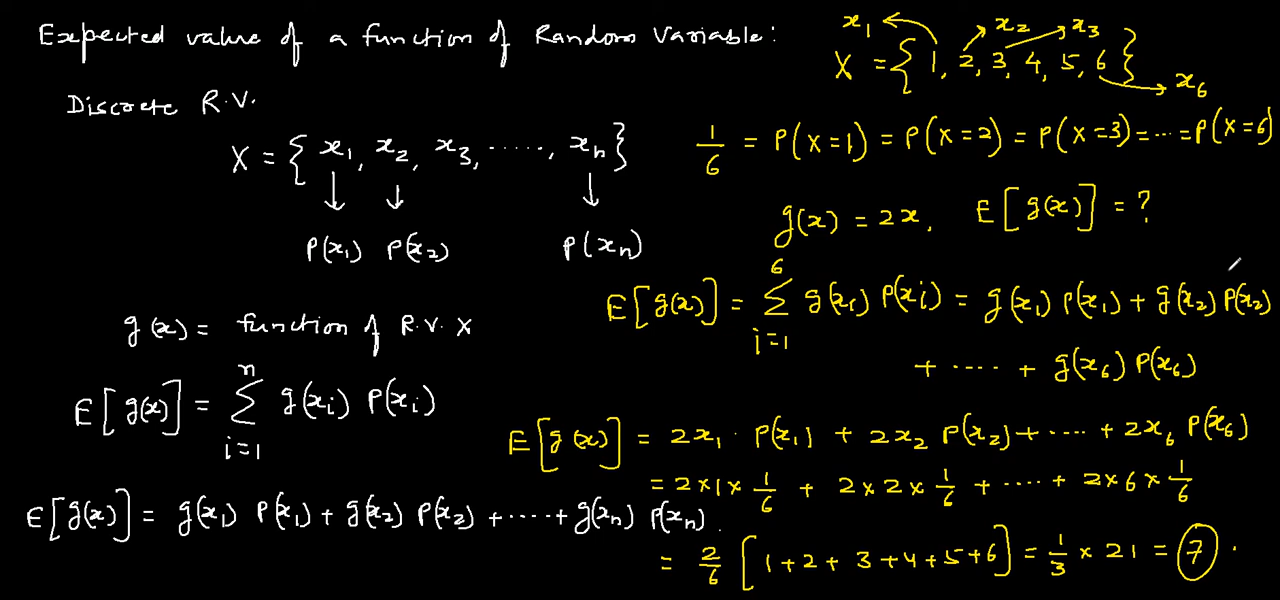 Expected value of a function of Random Variable:
Discrete R.V.
X = { x₁, x₂, x₃, ....., xₙ }
↓ ↓ ↓
P(x₁) P(x₂) P(xₙ)
g(x) = function of R.V. X
E[g(x)] = ∑ᵢ₌₁ⁿ g(xᵢ) P(xᵢ)
E[g(x)] = g(x₁) P(x₁) + g(x₂) P(x₂) + ..... + g(xₙ) P(xₙ).
x₁ x₂ x₃
X = { 1, 2, 3, 4, 5, 6 }
x₆
1/6 = P(X=1) = P(X=2) = P(X=3) = ... = P(X=6)
g(x) = 2x, E[g(x)] = ?
E[g(x)] = ∑ᵢ₌₁⁶ g(xᵢ) P(xᵢ) = g(x₁) P(x₁) + g(x₂) P(x₂)
+ .... + g(x₆) P(x₆)
E[g(x)] = 2x₁ . P(x₁) + 2x₂ P(x₂) + .... + 2x₆ P(x₆)
= 2×1× 1/6 + 2×2× 1/6 + .... + 2×6× 1/6
= 2/6 [1+2+3+4+5+6] = 1/3 × 21 = 7.